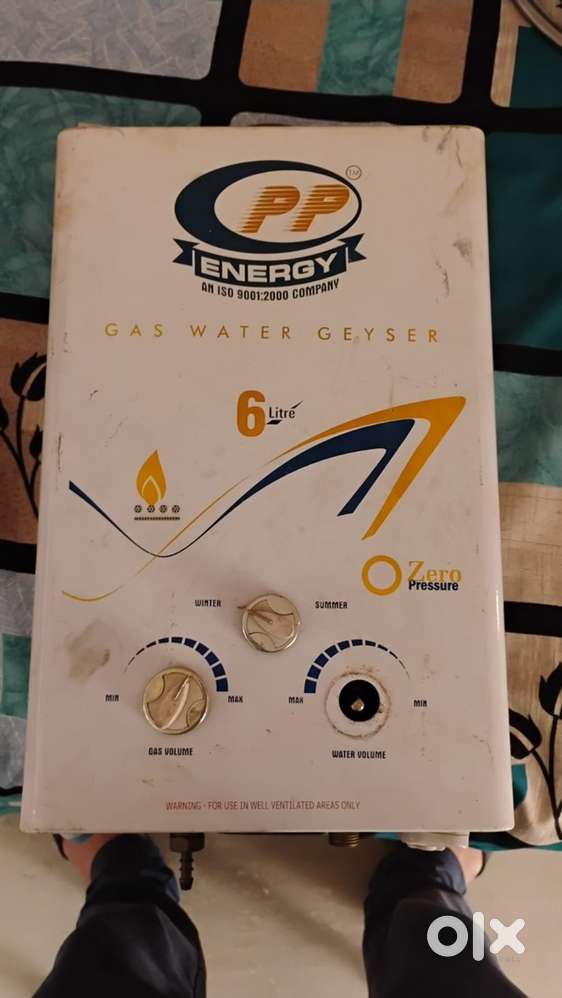 PP
TM
ENERGY
AN ISO 9001:2000 COMPANY
GAS WATER GEYSER
6 Litre
Zero
Pressure
WINTER SUMMER
MIN MAX MAX MIN
GAS VOLUME WATER VOLUME
WARNING - FOR USE IN WELL VENTILATED AREAS ONLY
olx